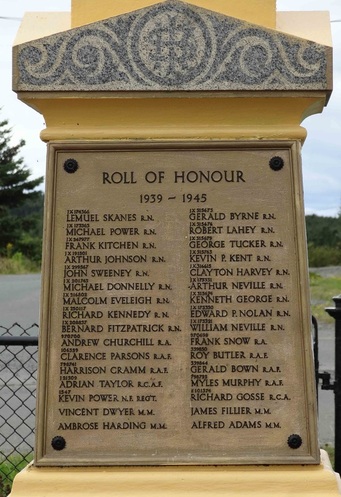 ROLL OF HONOUR
1939 - 1945
LEMUEL SKANES R.N.
MICHAEL POWER R.N.
FRANK KITCHEN R.N.
ARTHUR JOHNSON R.N.
JOHN SWEENEY R.N.
MICHAEL DONNELLY R.N.
MALCOLM EVELEIGH R.N.
RICHARD KENNEDY R.N.
BERNARD FITZPATRICK R.N.
ANDREW CHURCHILL R.A.
CLARENCE PARSONS R.A.F.
HARRISON GRAMM R.A.F.
ADRIAN TAYLOR R.C.A.F.
KEVIN POWER N.F. REGT.
VINCENT DWYER M.M.
AMBROSE HARDING M.M.
GERALD BYRNE R.N.
ROBERT LAHEY R.N.
GEORGE TUCKER R.N.
KEVIN P. KENT R.N.
CLAYTON HARVEY R.N.
ARTHUR NEVILLE R.N.
KENNETH GEORGE R.N.
EDWARD P. NOLAN R.N.
WILLIAM NEVILLE R.N.
FRANK SNOW R.A.
ROY BUTLER R.A.F.
GERALD BOWN R.A.F.
MYLES MURPHY R.A.F.
RICHARD GOSSE R.C.A.
JAMES FILLIER M.M.
ALFRED ADAMS M.M.